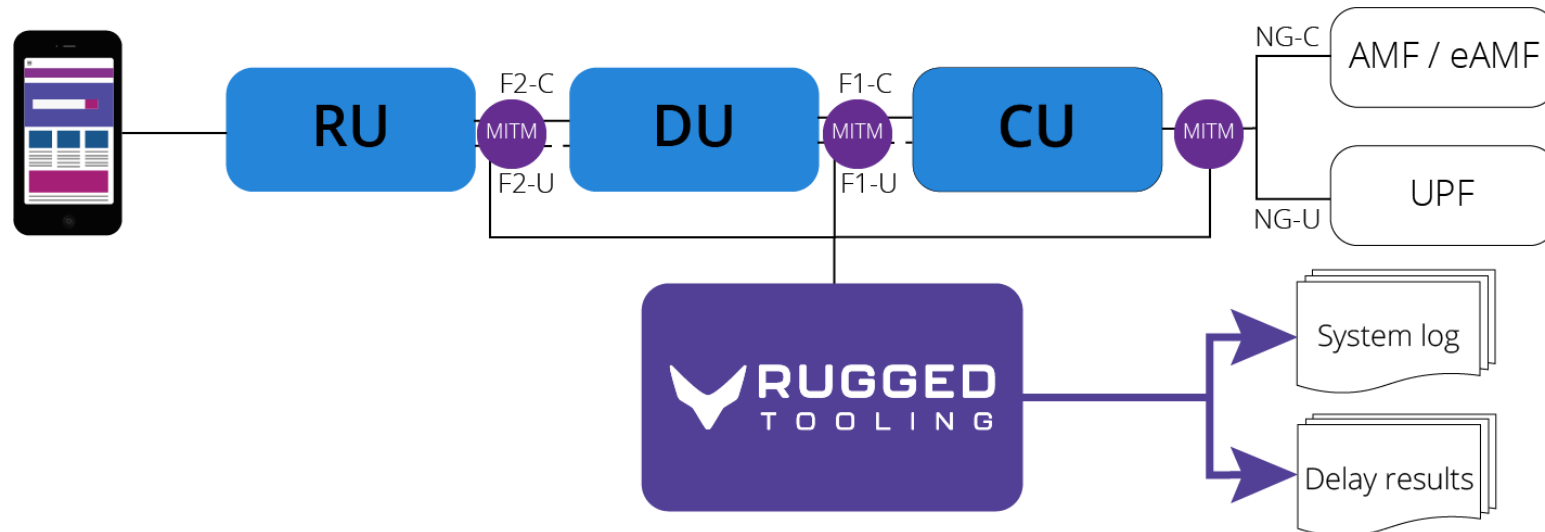 NG-C
AMF / eAMF
F2-C
F1-C
RU
MITM
DU
MITM
CU
MITM
F2-U
F1-U
UPF
NG-U
System log
RUGGED
TOOLING
Delay results